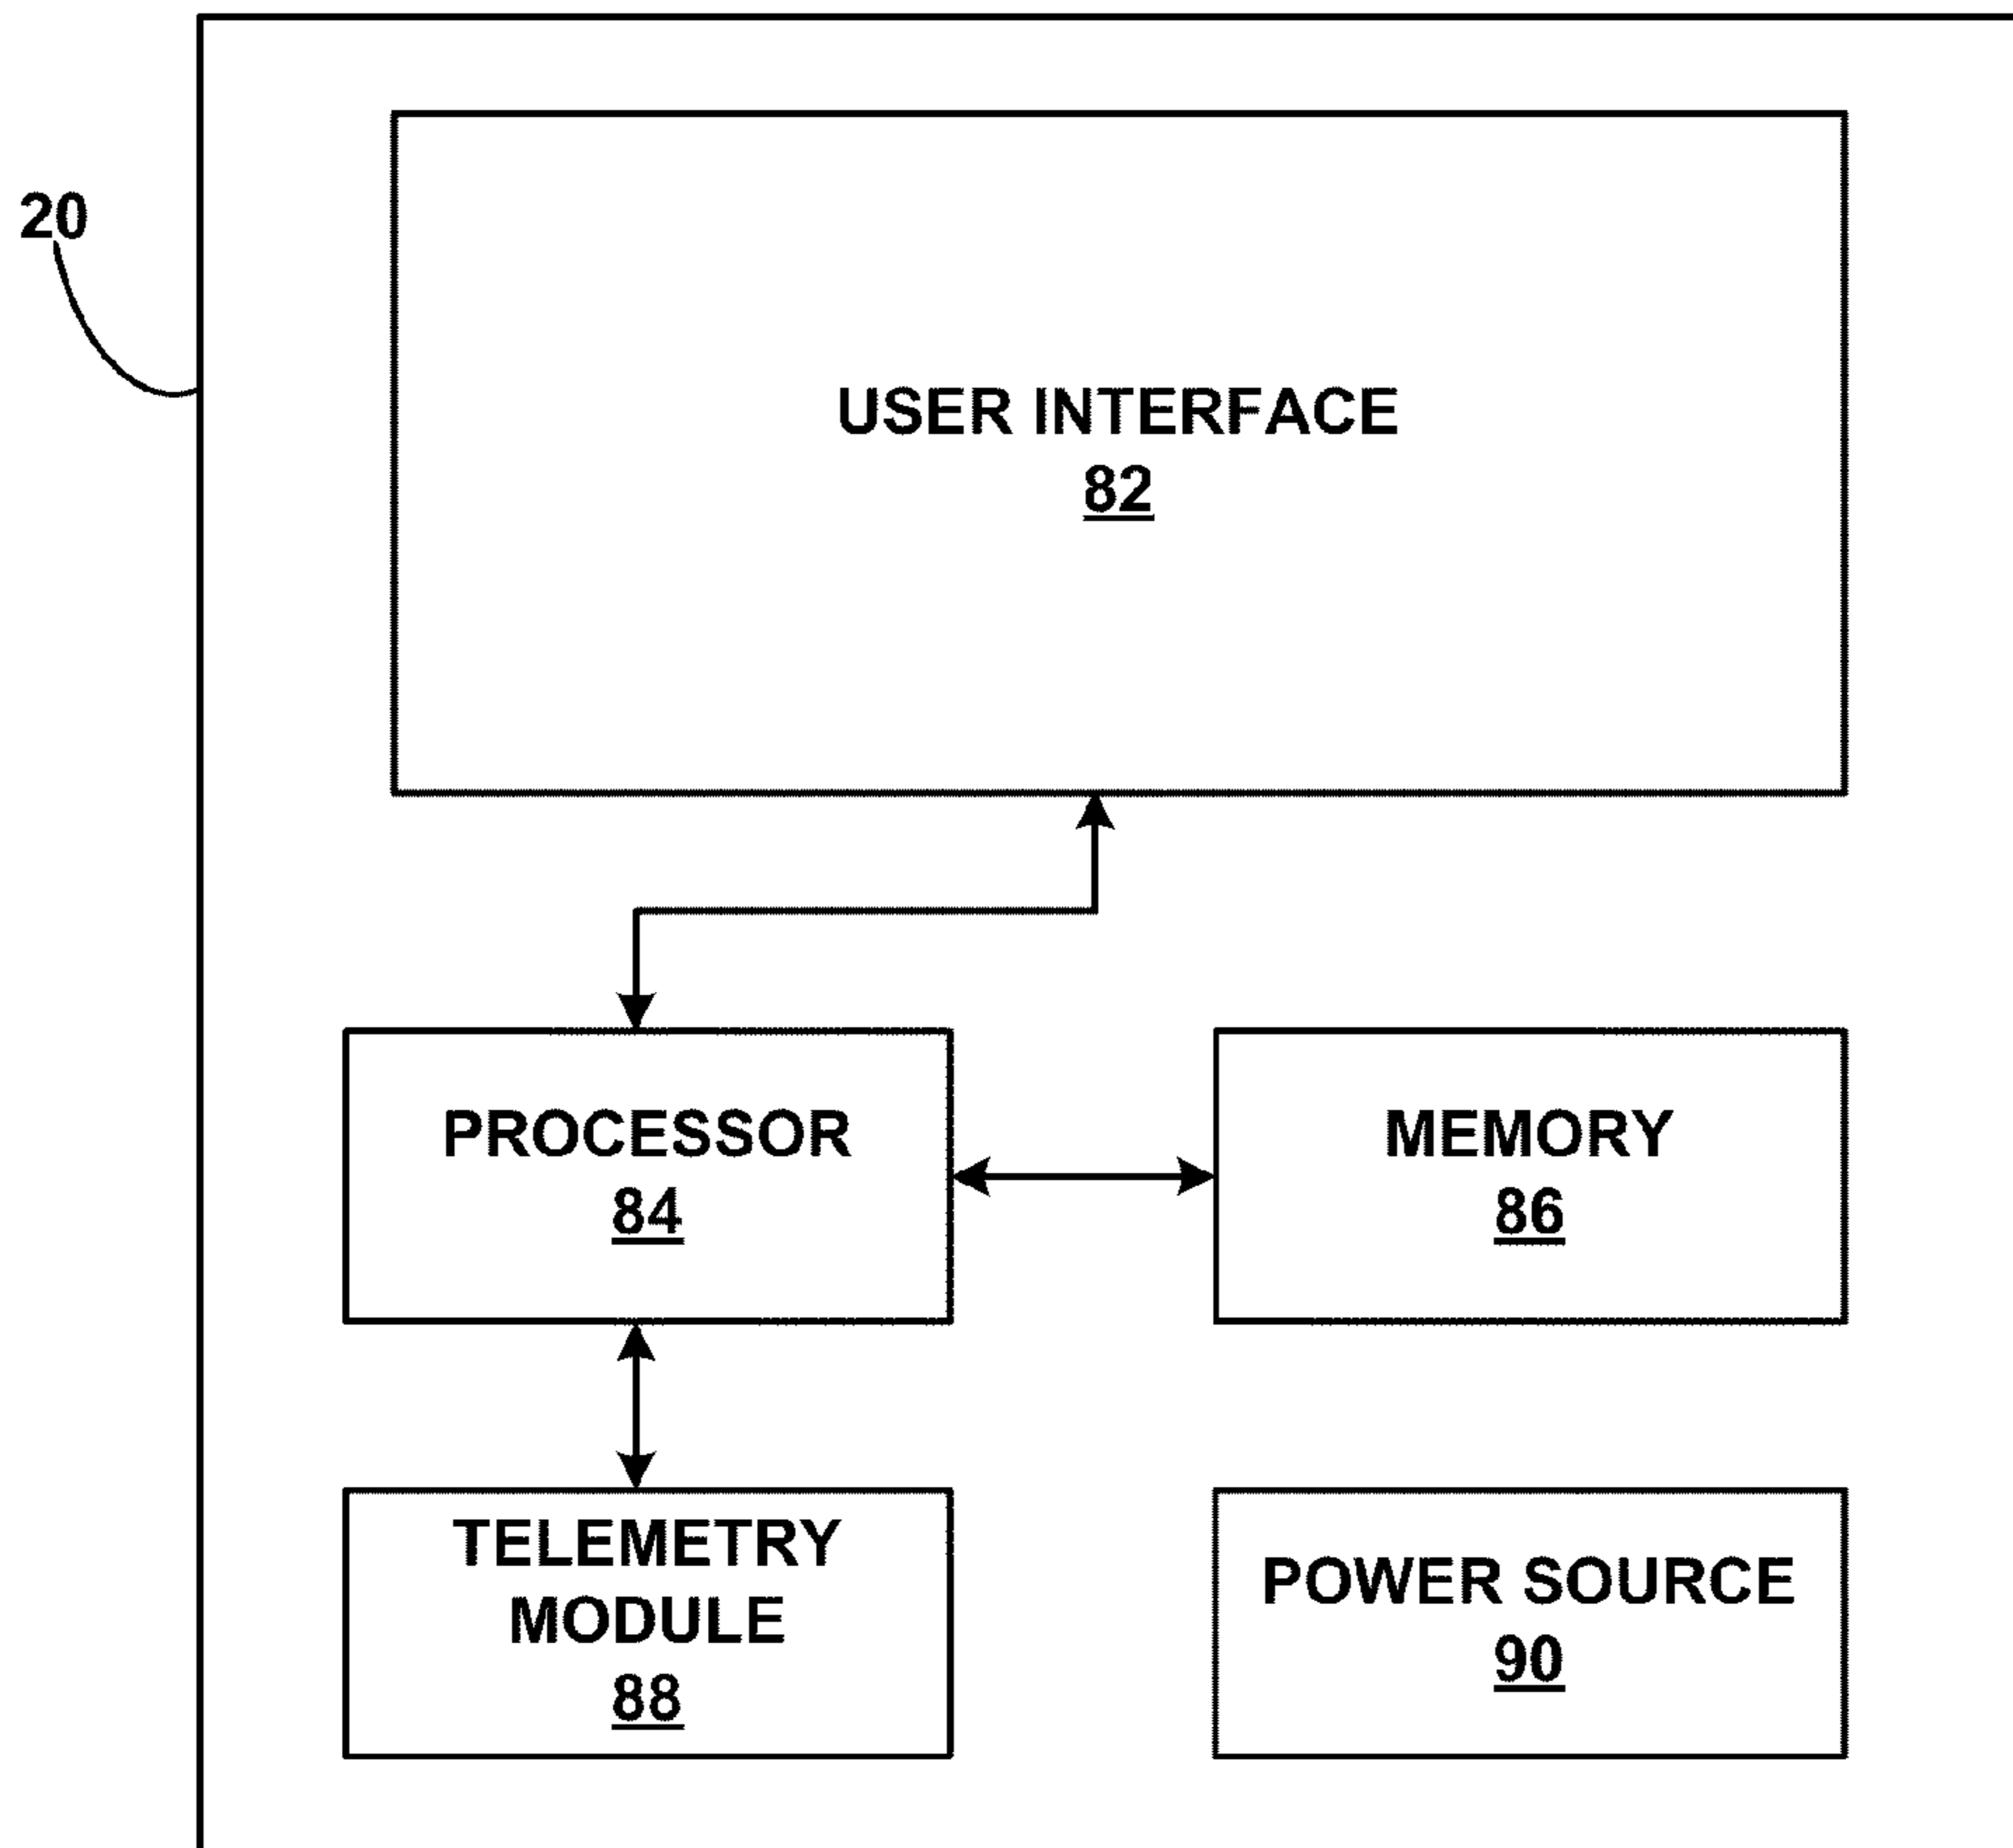 20
USER INTERFACE
82
PROCESSOR
84
MEMORY
86
TELEMETRY
MODULE
88
POWER SOURCE
90